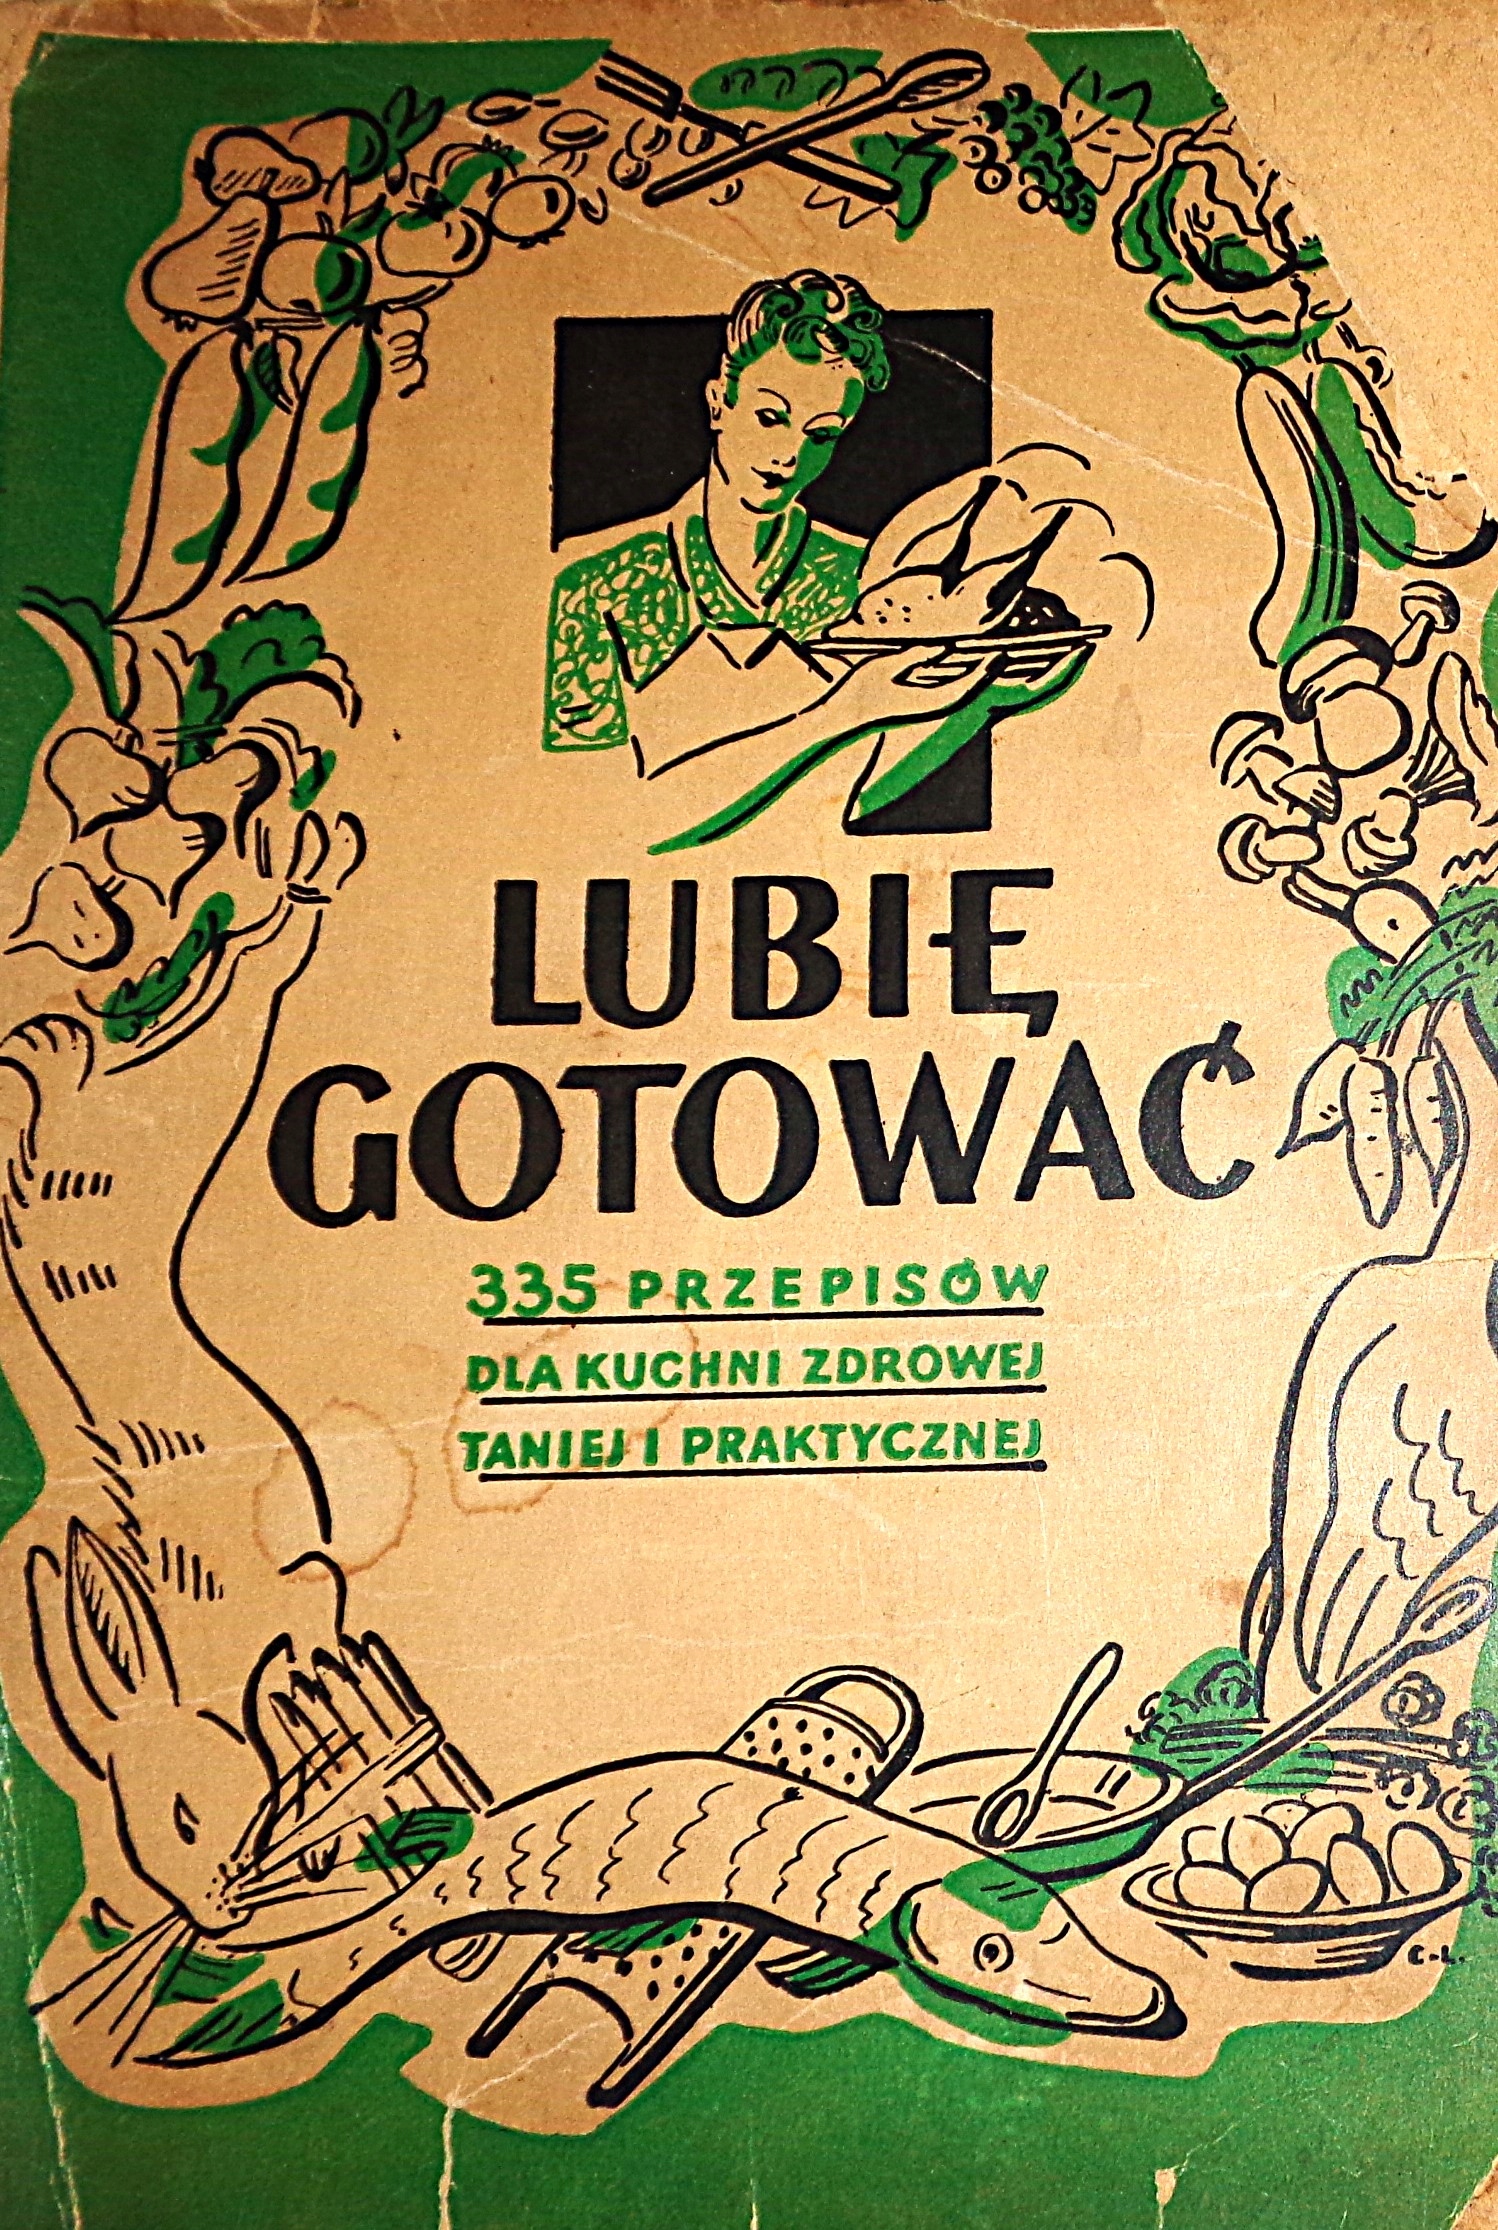 LUBIĘ
GOTOWAĆ
335 PRZEPISÓW
DLA KUCHNI ZDROWEJ
TANIEJ I PRAKTYCZNEJ
C-L.